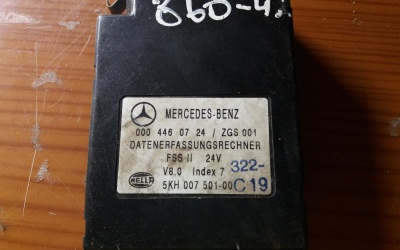 860-4
MERCEDES-BENZ
000 446 07 24 / ZGS 001
DATENERFASSUNGSRECHNER
FSS II 24V
V8.0 Index 7 322-
HELLA 5KH 007 501-00 C19